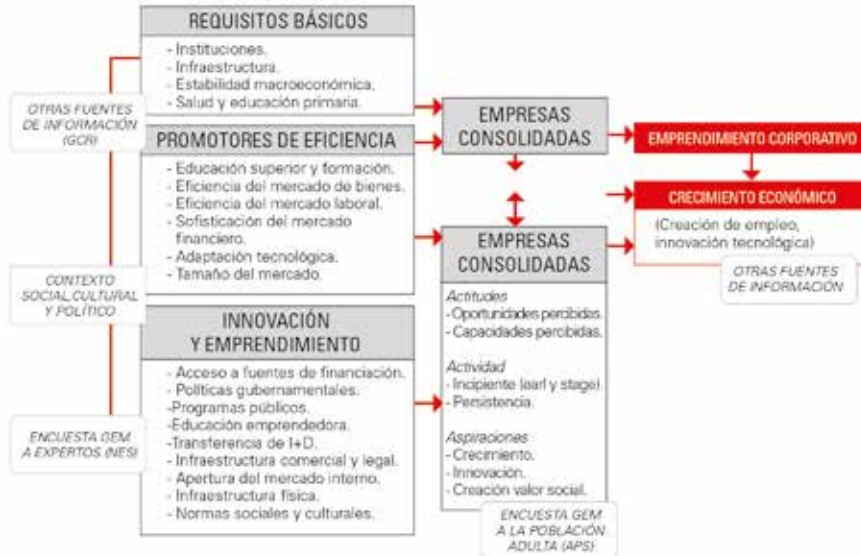 REQUISITOS BÁSICOS
- Instituciones.
- Infraestructura.
- Estabilidad macroeconómica.
- Salud y educación primaria.
OTRAS FUENTES
DE INFORMACIÓN
(GCR)
PROMOTORES DE EFICIENCIA
- Educación superior y formación.
- Eficiencia del mercado de bienes.
- Eficiencia del mercado laboral.
- Sofisticación del mercado
financiero.
- Adaptación tecnológica.
- Tamaño del mercado.
CONTEXTO
SOCIAL, CULTURAL
Y POLÍTICO
INNOVACIÓN
Y EMPRENDIMIENTO
- Acceso a fuentes de financiación.
- Políticas gubernamentales.
-Programas públicos.
-Educación emprendedora.
-Transferencia de I+D.
- Infraestructura comercial y legal.
- Apertura del mercado interno.
- Infraestructura física.
- Normas sociales y culturales.
ENCUESTA GEM
A EXPERTOS (NES)
EMPRESAS
CONSOLIDADAS
EMPRESAS
CONSOLIDADAS
Actitudes
- Oportunidades percibidas.
- Capacidades percibidas.
Actividad
- Incipiente (earl y stage)
- Persistencia.
Aspiraciones
- Crecimiento.
- Innovación.
- Creación valor social.
ENCUESTA GEM
A LA POBLACIÓN
ADULTA (APS)
EMPRENDIMIENTO CORPORATIVO
CRECIMIENTO ECONÓMICO
(Creación de empleo,
innovación tecnológica)
OTRAS FUENTES
DE INFORMACIÓN